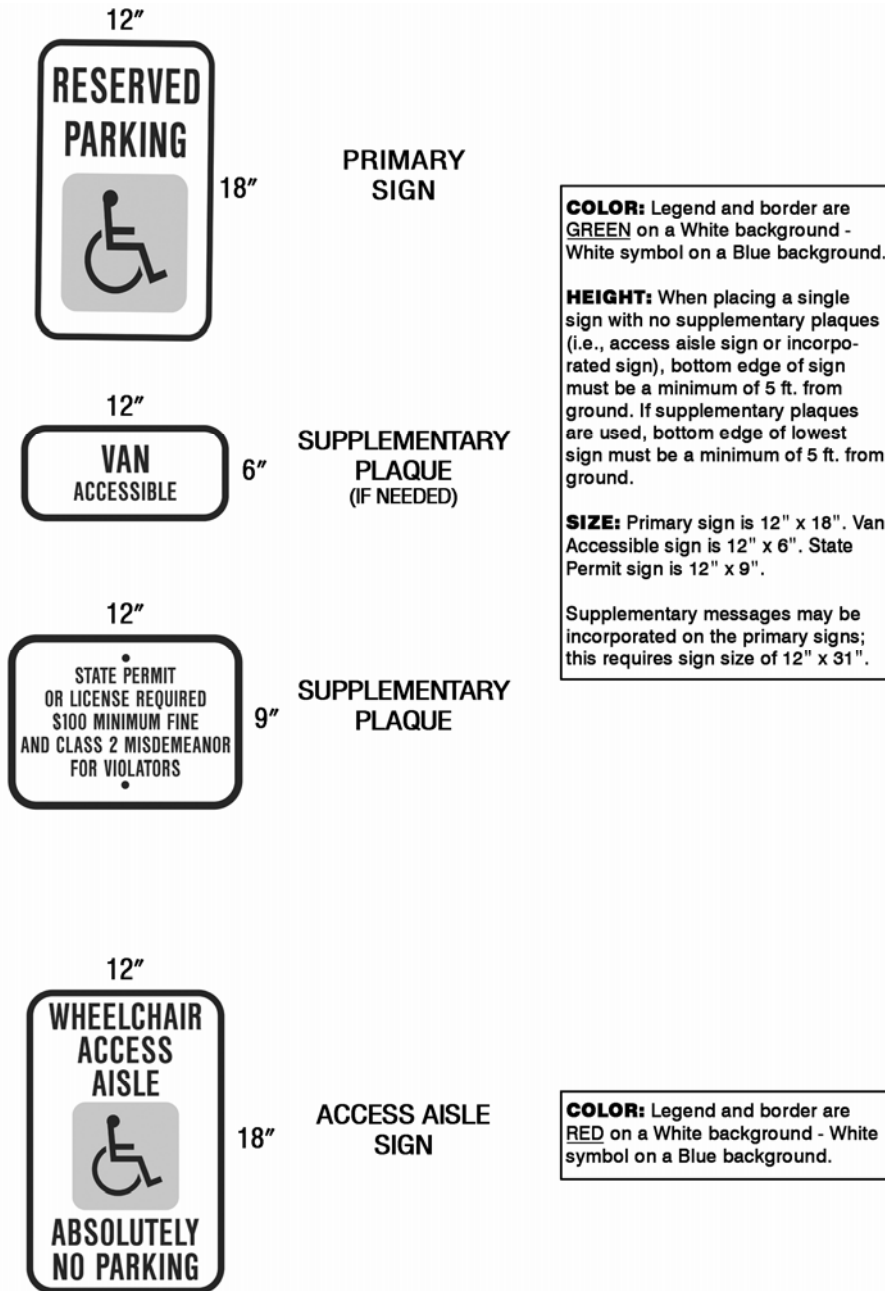 12"
RESERVED
PARKING
18"
PRIMARY
SIGN
12"
VAN
ACCESSIBLE
6"
SUPPLEMENTARY
PLAQUE
(IF NEEDED)
12"
STATE PERMIT
OR LICENSE REQUIRED
$100 MINIMUM FINE
AND CLASS 2 MISDEMEANOR
FOR VIOLATORS
9"
SUPPLEMENTARY
PLAQUE
COLOR: Legend and border are
GREEN on a White background -
White symbol on a Blue background.
HEIGHT: When placing a single
sign with no supplementary plaques
(i.e., access aisle sign or incorpo-
rated sign), bottom edge of sign
must be a minimum of 5 ft. from
ground. If supplementary plaques
are used, bottom edge of lowest
sign must be a minimum of 5 ft. from
ground.
SIZE: Primary sign is 12" x 18". Van
Accessible sign is 12" x 6". State
Permit sign is 12" x 9".
Supplementary messages may be
incorporated on the primary signs;
this requires sign size of 12" x 31".
12"
WHEELCHAIR
ACCESS
AISLE
ABSOLUTELY
NO PARKING
18"
ACCESS AISLE
SIGN
COLOR: Legend and border are
RED on a White background - White
symbol on a Blue background.